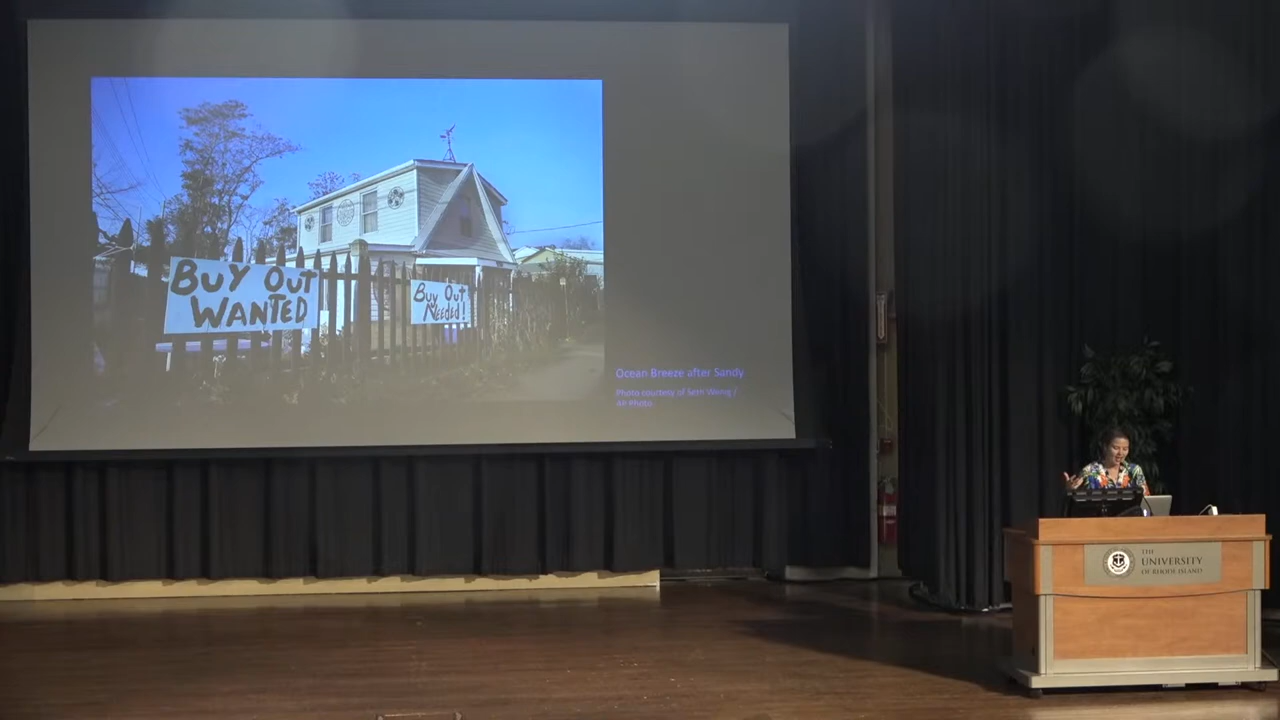 Buy Out
WANTED
Buy Out
Needed!
Ocean Breeze after Sandy
Photo courtesy of Seth Wenig /
AP Photo
THE
UNIVERSITY
OF RHODE ISLAND